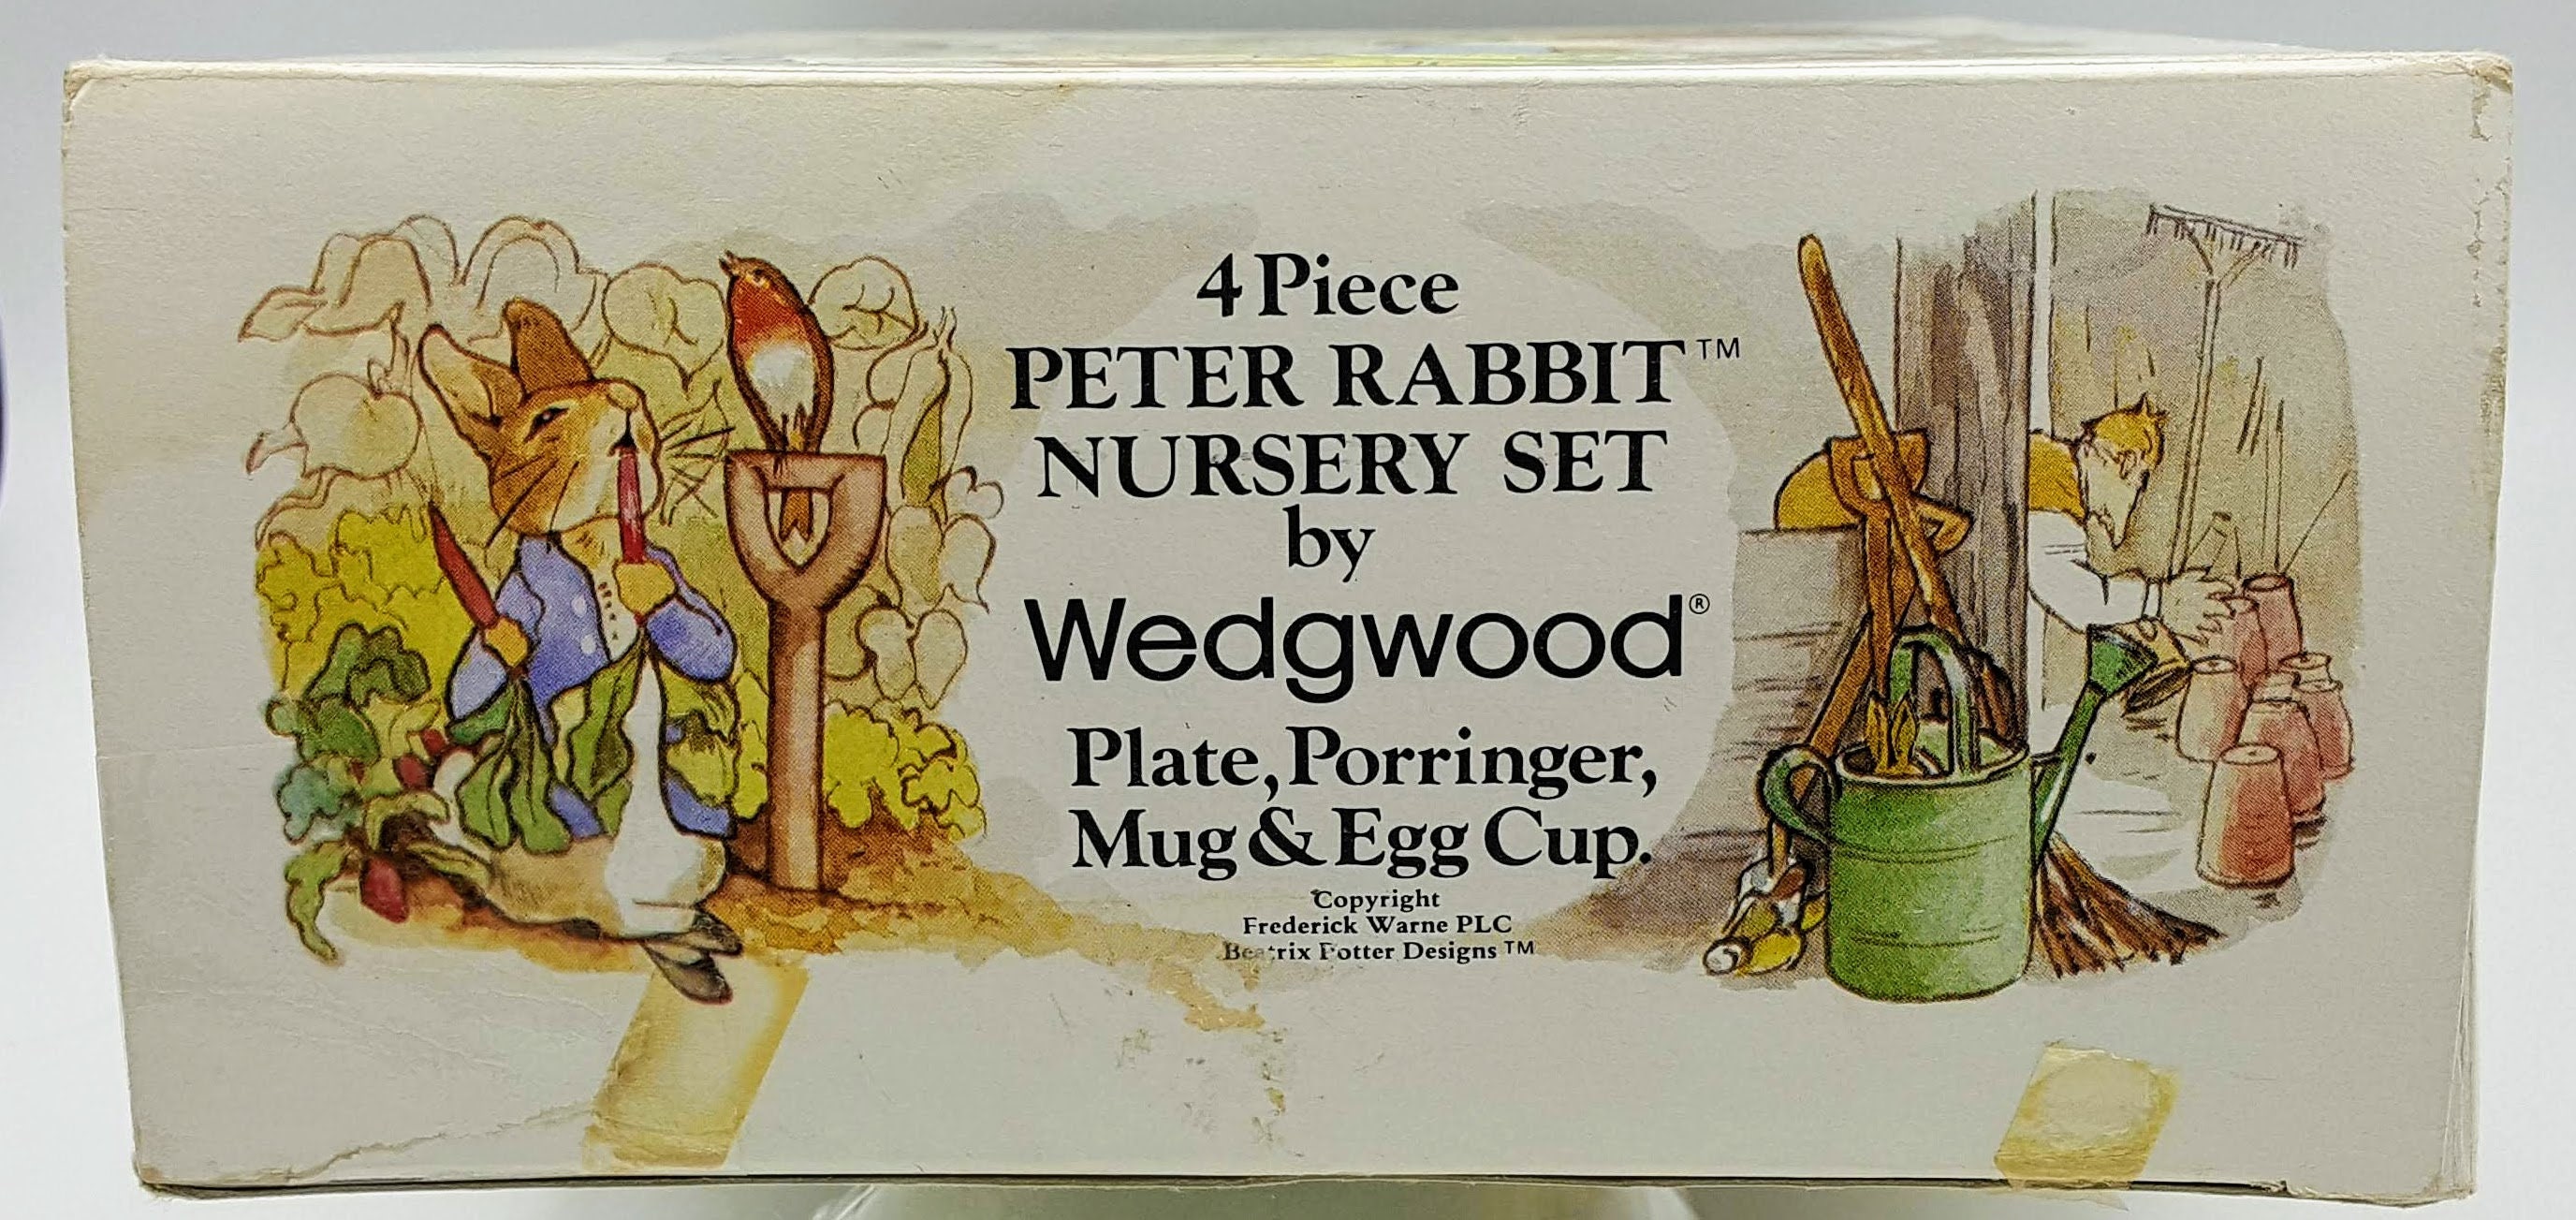 4 Piece
PETER RABBIT™
NURSERY SET
by
Wedgwood®
Plate, Porringer,
Mug & Egg Cup.
Copyright
Frederick Warne PLC
Beatrix Potter Designs™